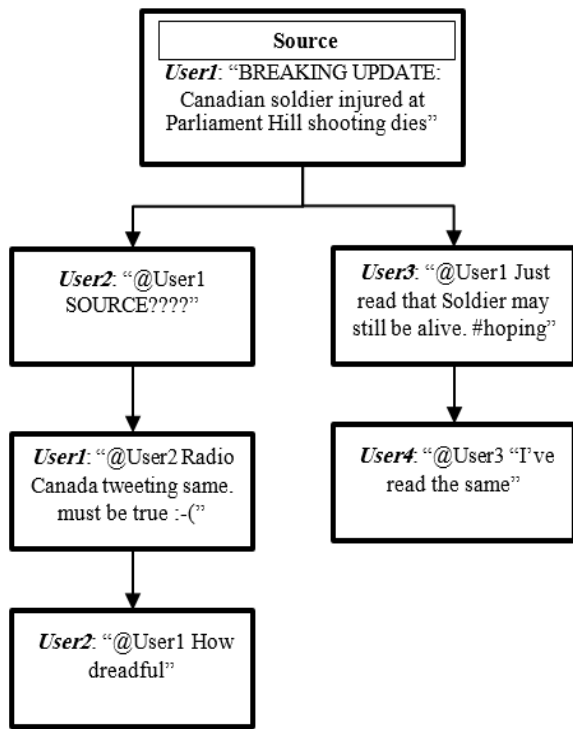 Source
User1: “BREAKING UPDATE:
Canadian soldier injured at
Parliament Hill shooting dies”
User2: “@User1
SOURCE????”
User3: “@User1 Just
read that Soldier may
still be alive. #hoping”
User1: “@User2 Radio
Canada tweeting same.
must be true :-(”
User4: “@User3 “I’ve
read the same”
User2: “@User1 How
dreadful”